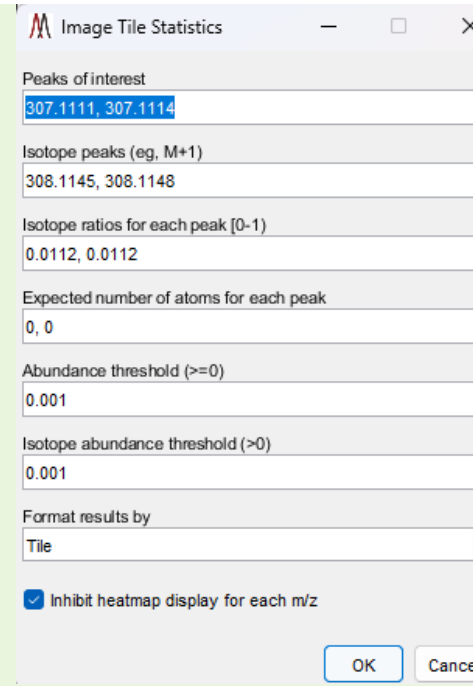 Image Tile Statistics
Peaks of interest
307.1111, 307.1114
Isotope peaks (eg, M+1)
308.1145, 308.1148
Isotope ratios for each peak [0-1)
0.0112, 0.0112
Expected number of atoms for each peak
0, 0
Abundance threshold (>=0)
0.001
Isotope abundance threshold (>0)
0.001
Format results by
Tile
Inhibit heatmap display for each m/z
OK Cance